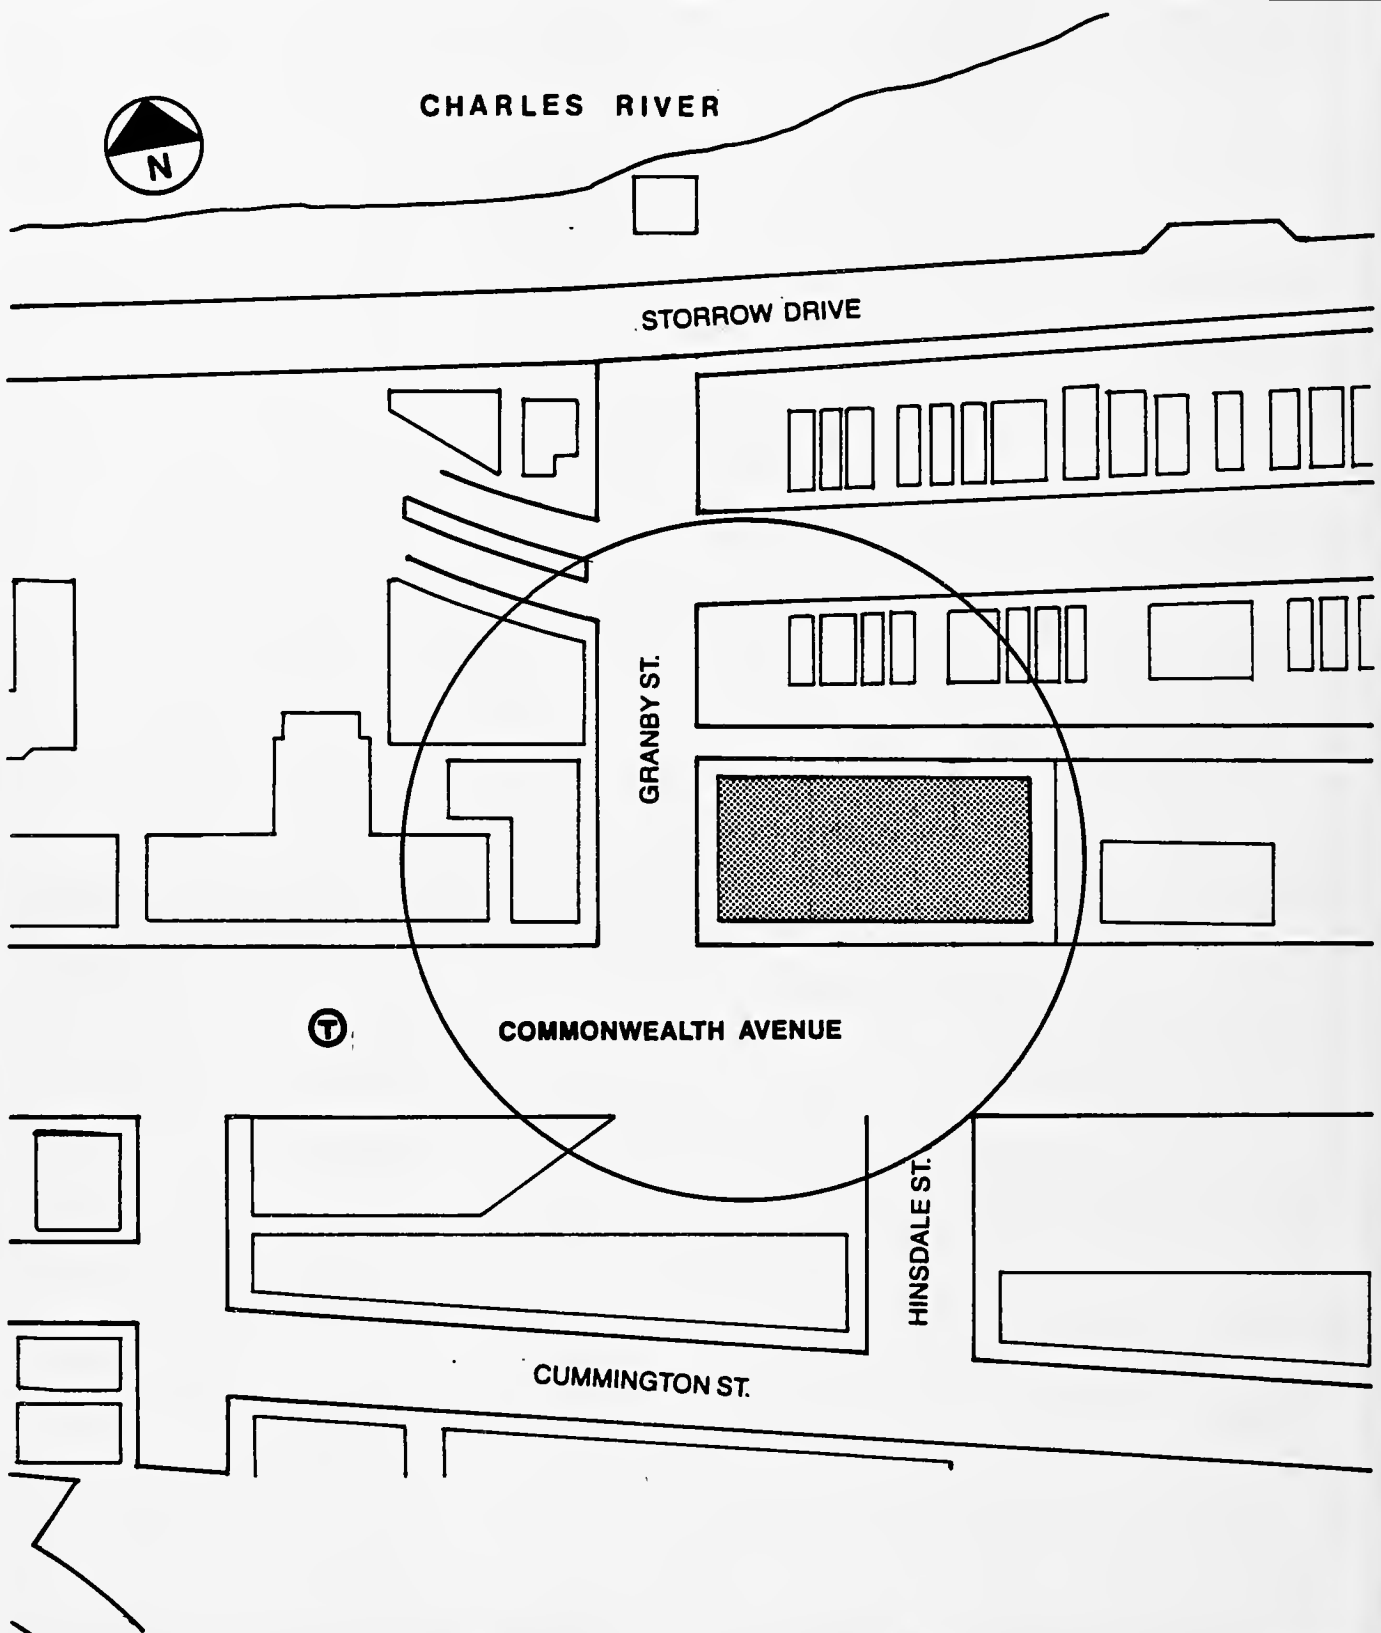 CHARLES RIVER
N
STORROW DRIVE
GRANBY ST.
T
COMMONWEALTH AVENUE
HINSDALE ST.
CUMMINGTON ST.